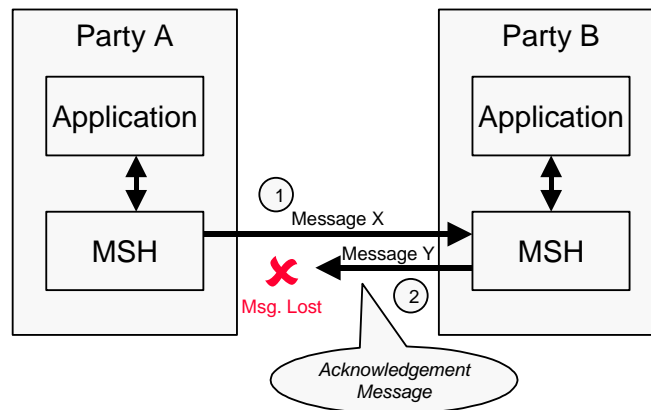 Party A
Party B
Application
Application
1
Message X
MSH
MSH
Message Y
2
Msg. Lost
Acknowledgement
Message